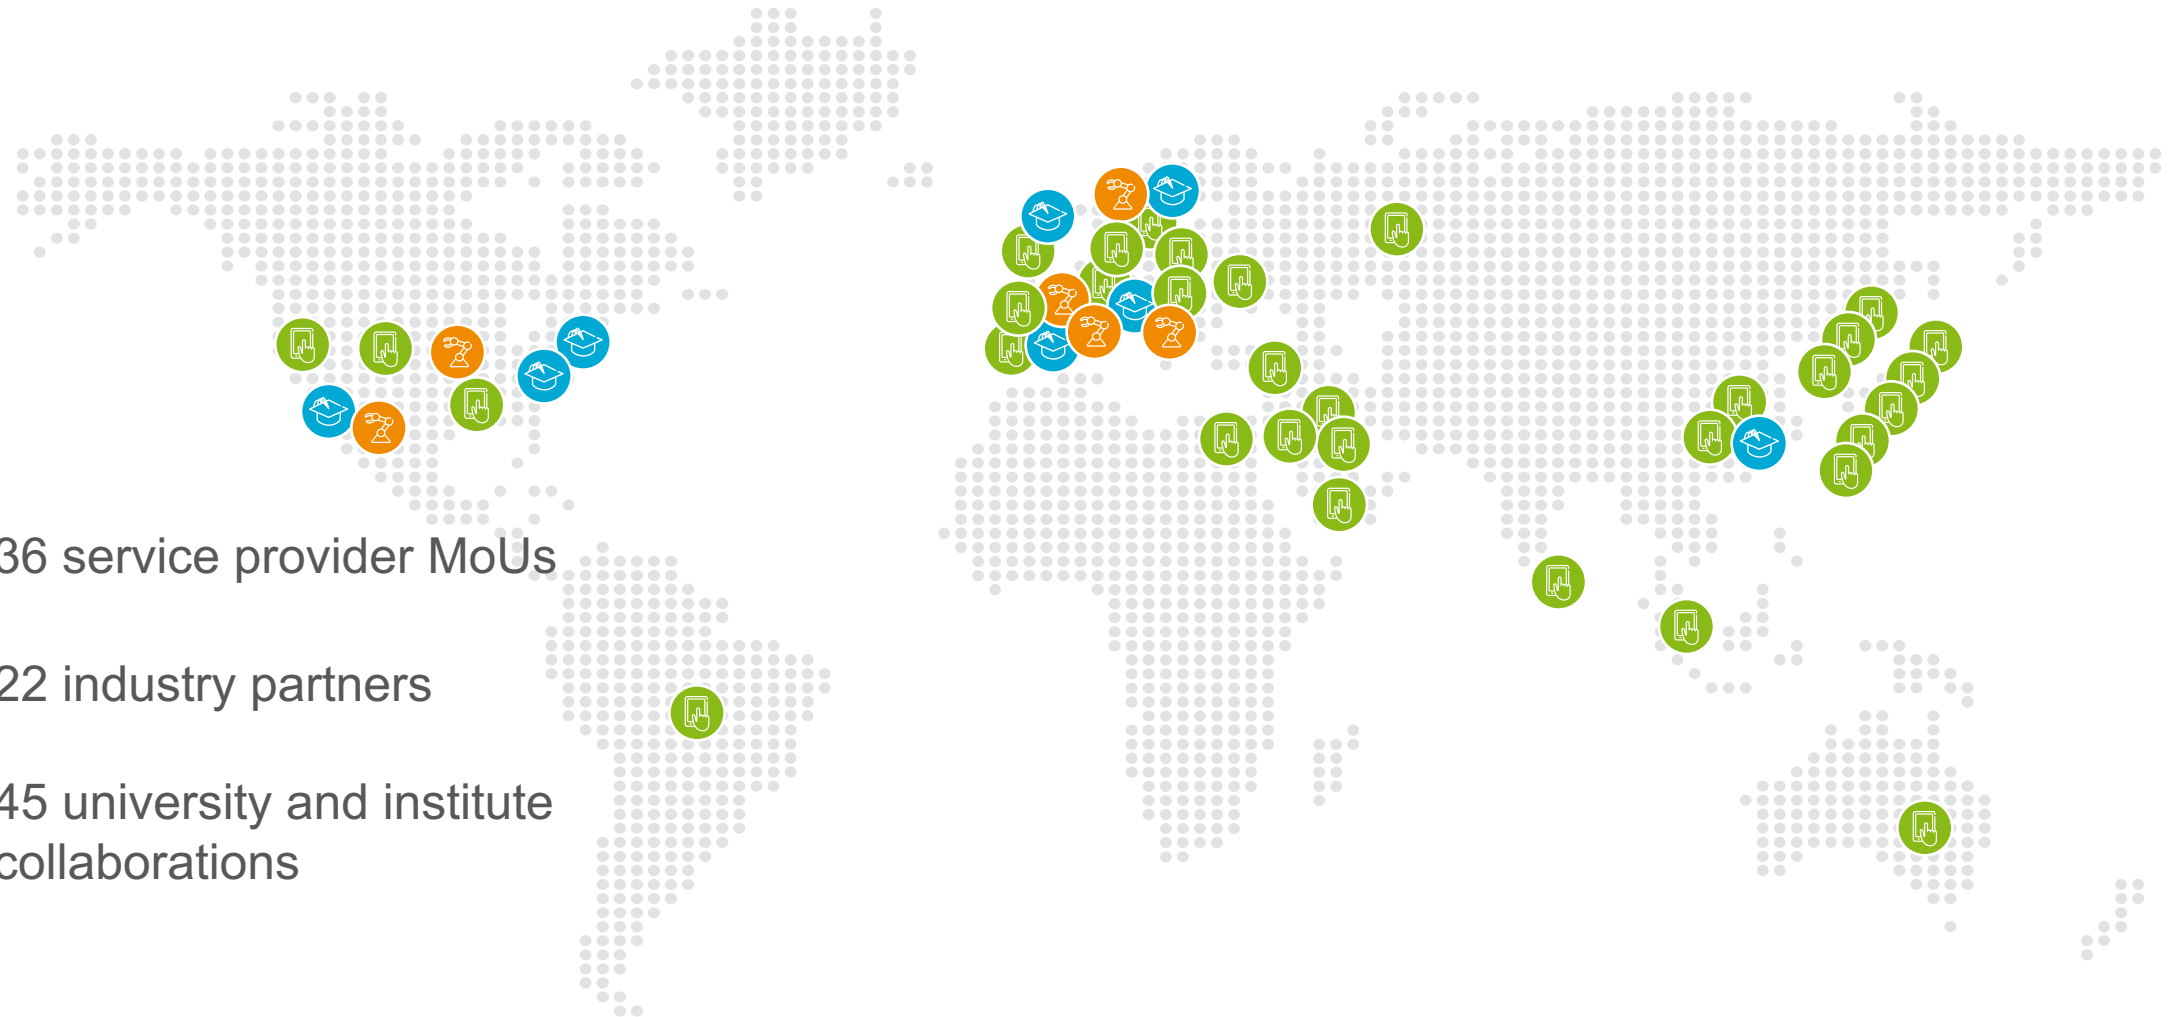 36 service provider MoUs
22 industry partners
45 university and institute
collaborations